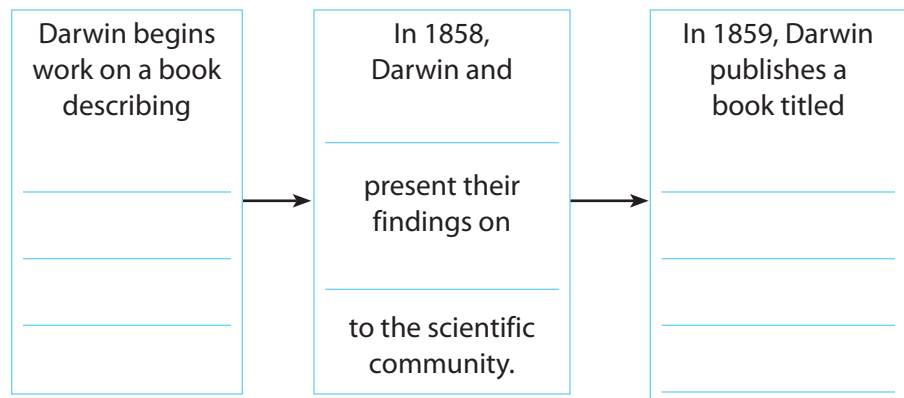 Darwin begins
work on a book
describing
In 1858,
Darwin and
present their
findings on
to the scientific
community.
In 1859, Darwin
publishes a
book titled